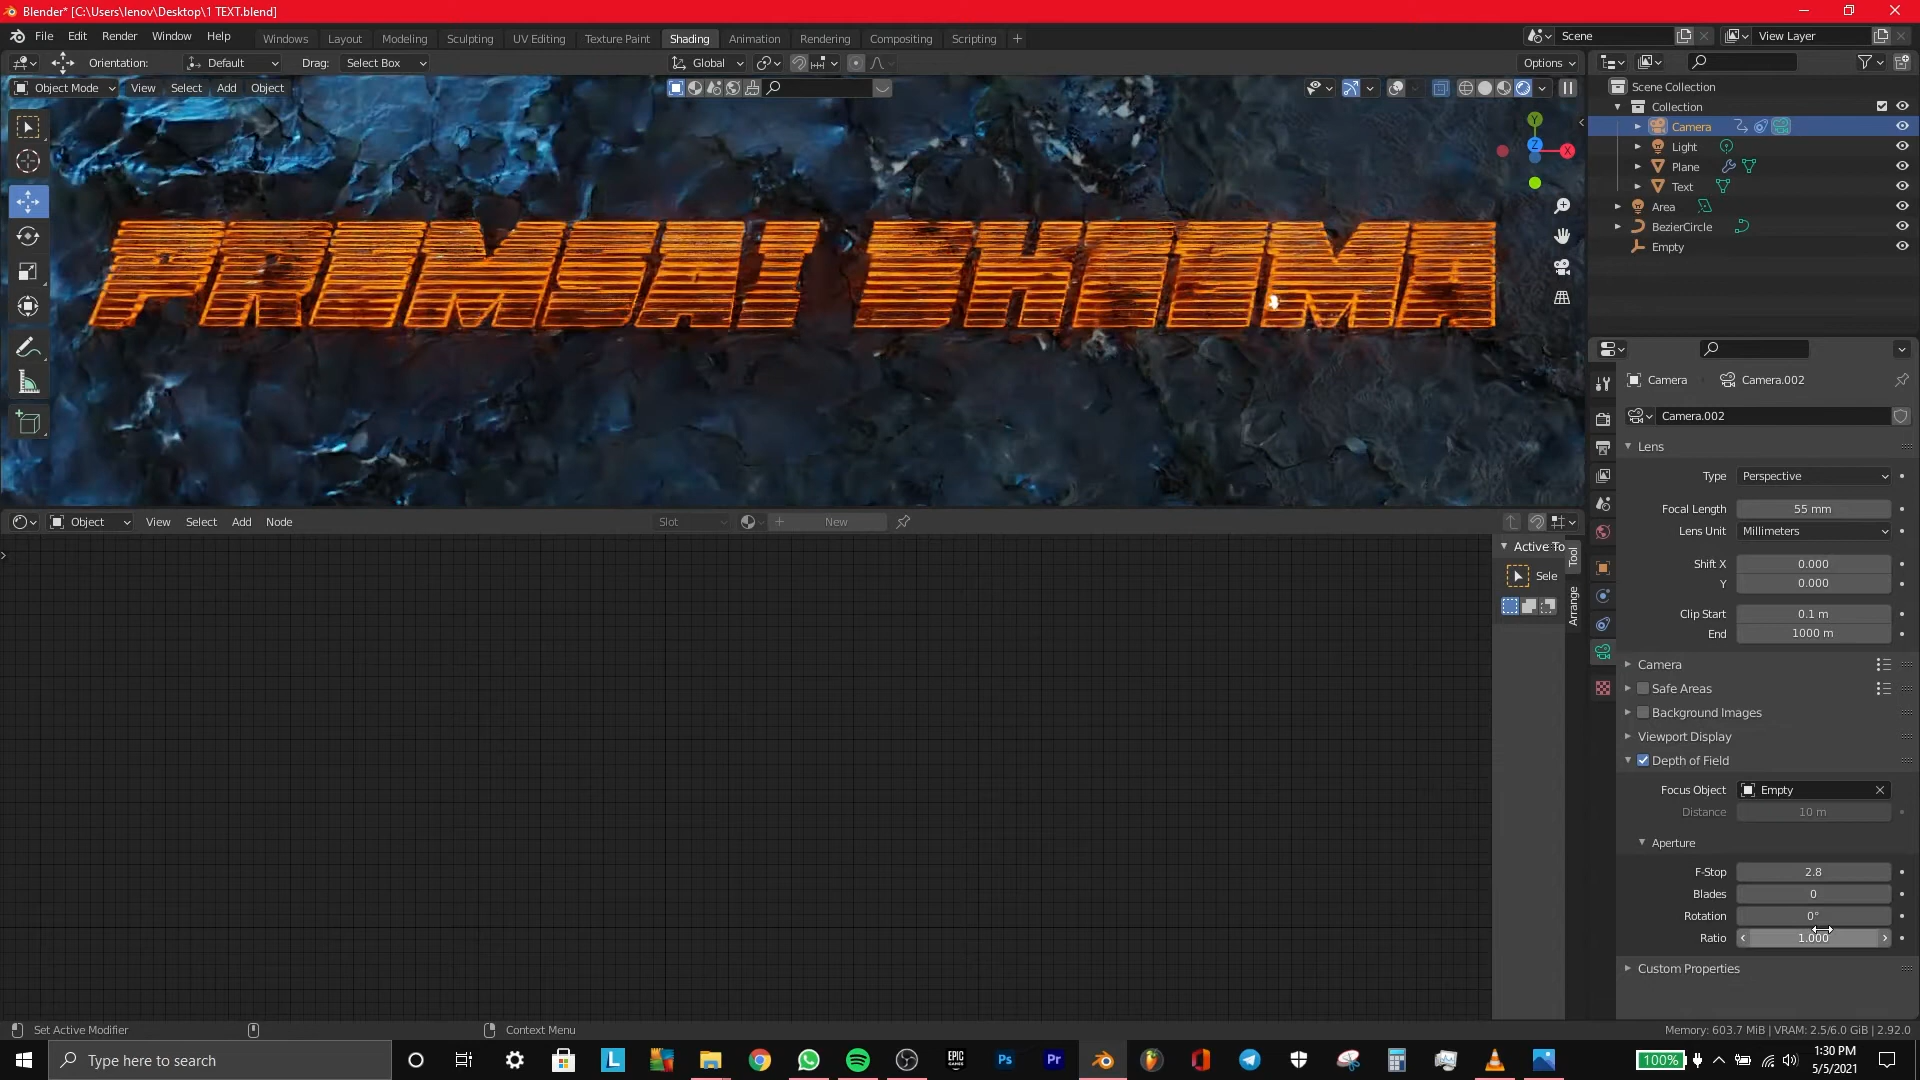 Blender* [C:\Users\lenov\Desktop\1 TEXT.blend]
File Edit Render Window Help
Windows Layout Modeling Sculpting UV Editing Texture Paint Shading Animation Rendering Compositing Scripting +
Scene
View Layer
Orientation: Default Drag: Select Box
Global
Options
Object Mode View Select Add Object
Y
X
Z
PROMSAI BHEEMA
Scene Collection
Collection
Camera
Light
Plane
Text
Area
BezierCircle
Empty
Camera Camera.002
Camera.002
Lens
Type Perspective
Focal Length 55 mm
Lens Unit Millimeters
Shift X 0.000
Y 0.000
Clip Start 0.1 m
End 1000 m
Camera
Safe Areas
Background Images
Viewport Display
Depth of Field
Focus Object Empty
Distance 10 m
Aperture
F-Stop 2.8
Blades 0
Rotation 0°
Ratio 1.000
Custom Properties
Object View Select Add Node
Slot
New
Active To
Sele
Tool
Arrange
Set Active Modifier
Context Menu
Memory: 603.7 MiB | VRAM: 2.5/6.0 GiB | 2.92.0
Type here to search
L
EPIC
Ps
Pr
100%
1:30 PM
5/5/2021